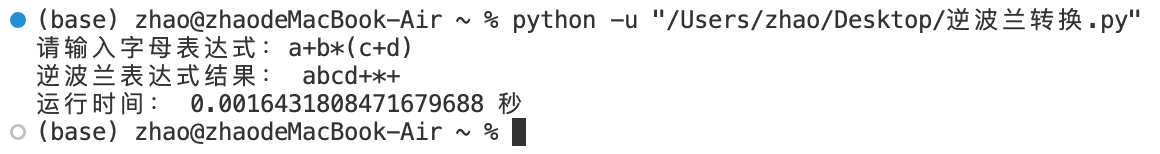 (base) zhao@zhaodeMacBook-Air ~ % python -u "/Users/zhao/Desktop/逆波兰转换.py"
请输入字母表达式：a+b*(c+d)
逆波兰表达式结果： abcd+*+
运行时间： 0.0016431808471679688 秒
(base) zhao@zhaodeMacBook-Air ~ %